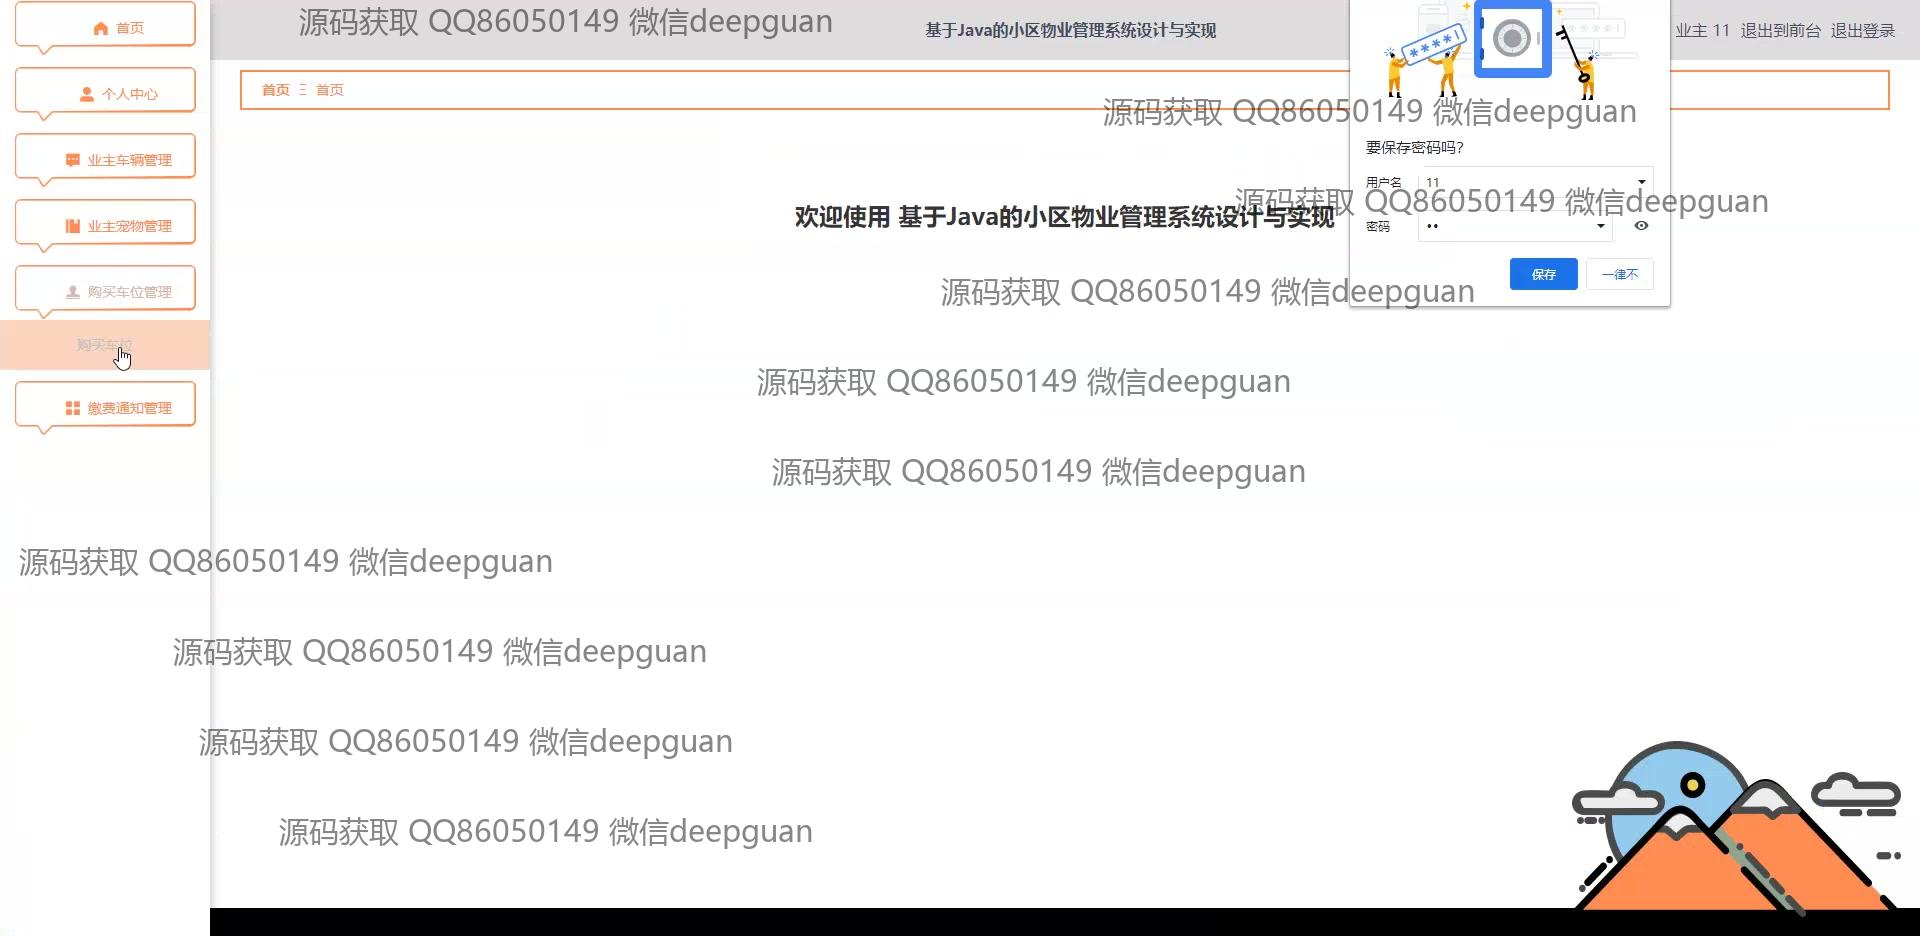 首页
个人中心
业主车辆管理
业主宠物管理
购买车位管理
购买车位
缴费通知管理
源码获取 QQ86050149 微信deepguan
基于Java的小区物业管理系统设计与实现
业主 11 退出到前台 退出登录
首页 首页
源码获取 QQ86050149 微信deepguan
要保存密码吗?
用户名 11
源码获取 QQ86050149 微信deepguan
欢迎使用 基于Java的小区物业管理系统设计与实现
密码 ••
保存 一律不
源码获取 QQ86050149 微信deepguan
源码获取 QQ86050149 微信deepguan
源码获取 QQ86050149 微信deepguan
源码获取 QQ86050149 微信deepguan
源码获取 QQ86050149 微信deepguan
源码获取 QQ86050149 微信deepguan
源码获取 QQ86050149 微信deepguan